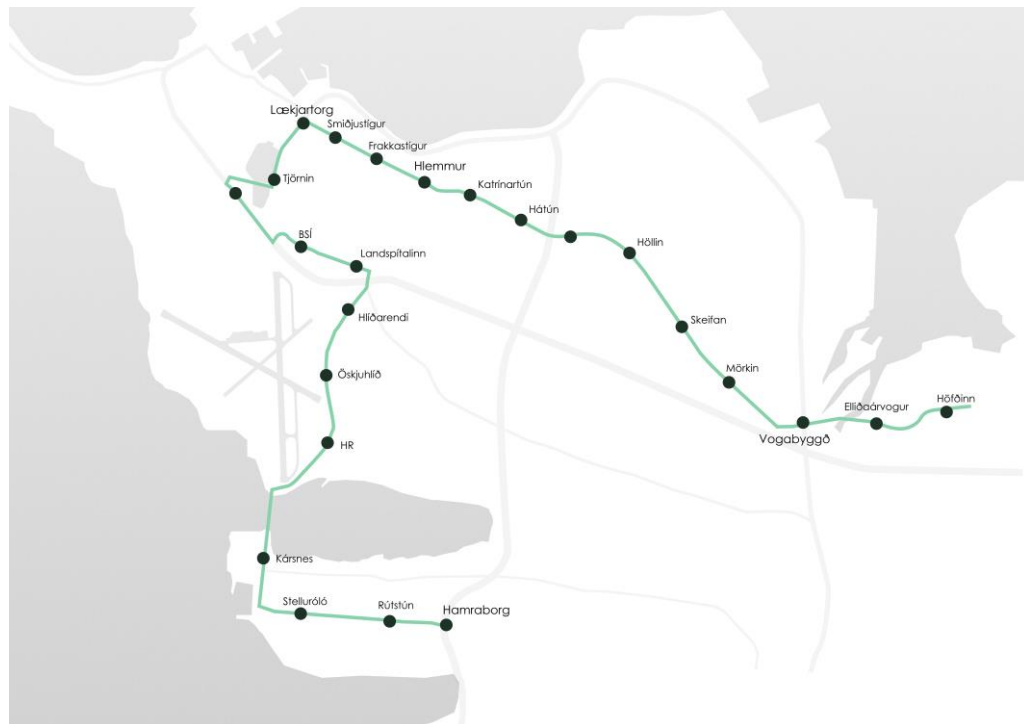 Lækjartorg
Smiðjustígur
Frakkastígur
Hlemmur
Tjörnin
Katrínartún
Hátún
BSÍ
Landspítalinn
Höllin
Hlíðarendi
Skeifan
Öskjuhlíð
Mörkin
Höfðinn
Elliðaárvogur
Vogabyggð
HR
Kársnes
Stelluróló
Rútstún
Hamraborg